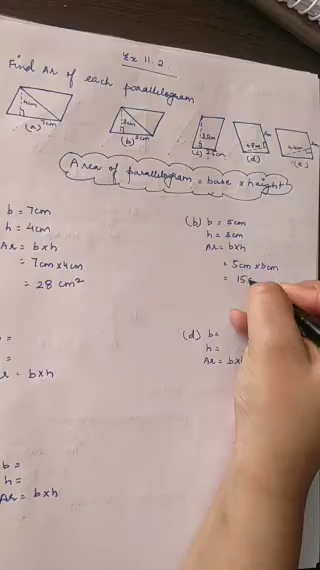 Ex 11.2.
Find Ar of each parallelogram
4cm
7cm
(a)
3cm
5cm
(b)
(c)
(d)
(e)
Area of parallelogram = base × height
b = 7cm
h = 4cm
Ar = b×h
= 7cm×4cm
= 28 cm²
(b) b = 5cm
h = 3cm
Ar = b×h
= 5cm ×
= 15
=
=
= b×h
(d) b=
h =
Ar = b×
b =
h =
Ar = b×h